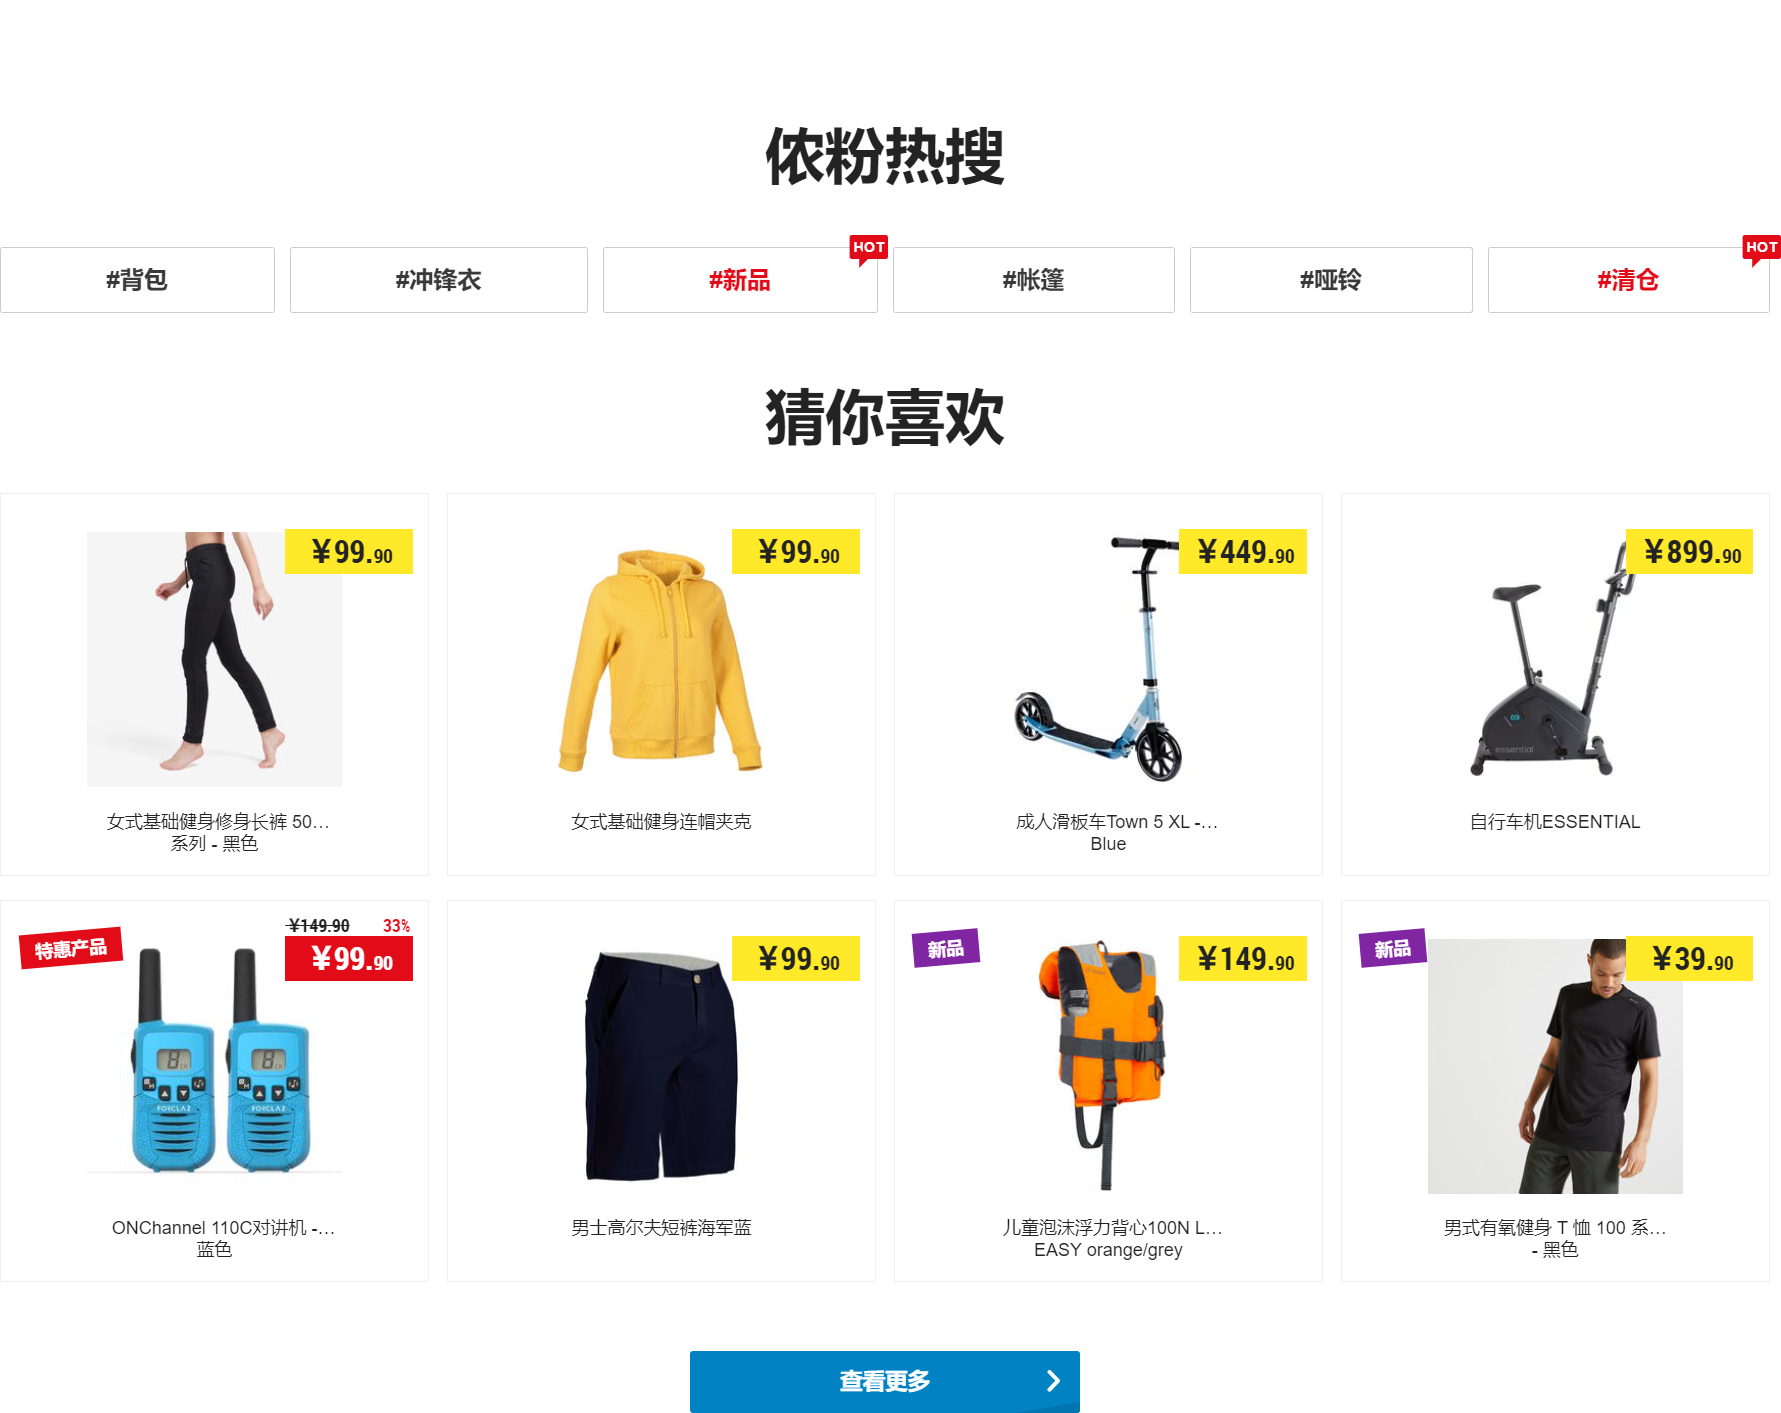 侬粉热搜
#背包
#冲锋衣
#新品
HOT
#帐篷
#哑铃
#清仓
HOT
猜你喜欢
¥99.90
女式基础健身修身长裤 50…
系列 - 黑色
¥99.90
女式基础健身连帽夹克
¥449.90
成人滑板车Town 5 XL -…
Blue
¥899.90
03
essential
自行车机ESSENTIAL
特惠产品
¥149.90 33%
¥99.90
8
8
FORCLAZ
FORCLAZ
ONChannel 110C对讲机 -…
蓝色
¥99.90
男士高尔夫短裤海军蓝
新品
¥149.90
儿童泡沫浮力背心100N L…
EASY orange/grey
新品
¥39.90
男式有氧健身 T 恤 100 系…
- 黑色
查看更多